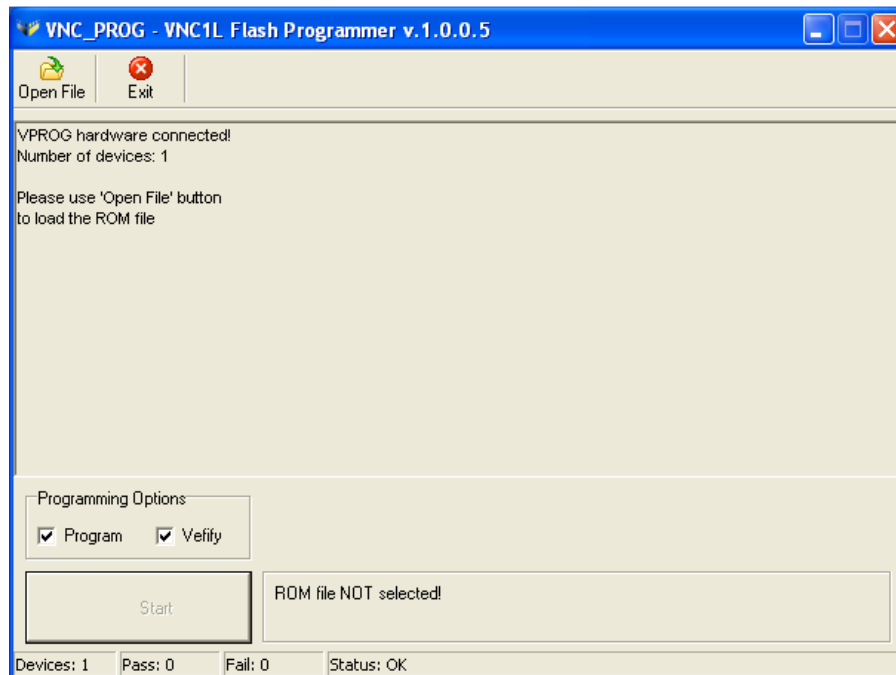 VNC_PROG - VNC1L Flash Programmer v.1.0.0.5
Open File Exit
VPROG hardware connected!
Number of devices: 1
Please use 'Open File' button
to load the ROM file
Programming Options
Program Vefify
Start
ROM file NOT selected!
Devices: 1 Pass: 0 Fail: 0 Status: OK